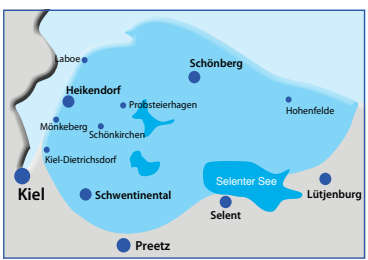 Laboe
Schönberg
Heikendorf
Probsteierhagen
Hohenfelde
Mönkeberg
Schönkirchen
Kiel-Dietrichsdorf
Selenter See
Kiel
Schwentinental
Lütjenburg
Selent
Preetz